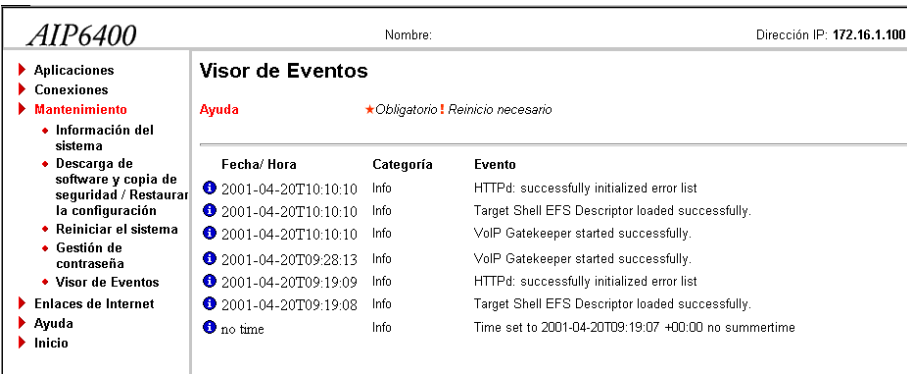 AIP6400
Nombre:
Dirección IP: 172.16.1.100
Aplicaciones
Conexiones
Mantenimiento
Información del
sistema
Descarga de
software y copia de
seguridad / Restaurar
la configuración
Reiniciar el sistema
Gestión de
contraseña
Visor de Eventos
Enlaces de Internet
Ayuda
Inicio
Visor de Eventos
Ayuda
★Obligatorio ! Reinicio necesario
Fecha/ Hora Categoría Evento
2001-04-20T10:10:10 Info HTTPd: successfully initialized error list
2001-04-20T10:10:10 Info Target Shell EFS Descriptor loaded successfully.
2001-04-20T10:10:10 Info VoIP Gatekeeper started successfully.
2001-04-20T09:28:13 Info VoIP Gatekeeper started successfully.
2001-04-20T09:19:09 Info HTTPd: successfully initialized error list
2001-04-20T09:19:08 Info Target Shell EFS Descriptor loaded successfully.
no time Info Time set to 2001-04-20T09:19:07 +00:00 no summertime